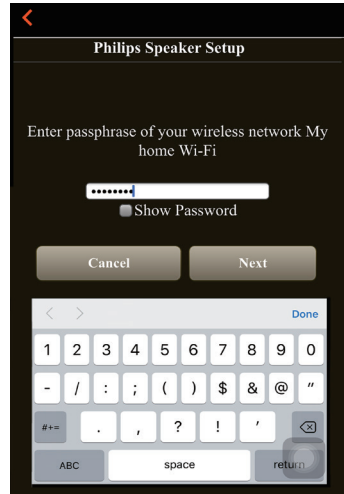 Philips Speaker Setup
Enter passphrase of your wireless network My
home Wi-Fi
••••••••
Show Password
Cancel Next
Done
1 2 3 4 5 6 7 8 9 0
- / : ; ( ) $ & @ "
#+= . , ? ! '
ABC space return